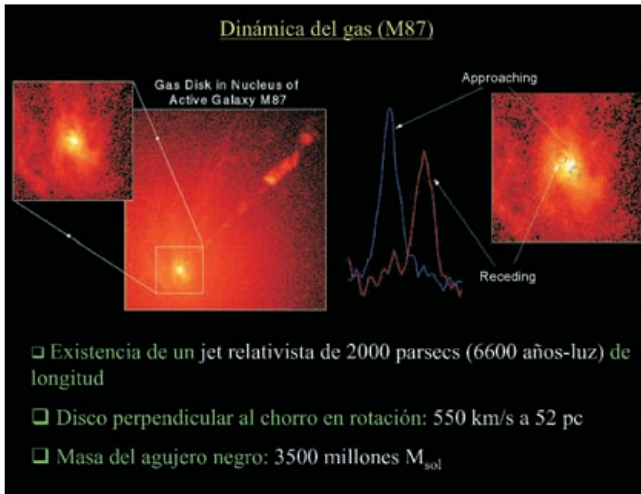 Dinámica del gas (M87)
Gas Disk in Nucleus of
Active Galaxy M87
Approaching
Receding
❑ Existencia de un jet relativista de 2000 parsecs (6600 años-luz) de
longitud
❑ Disco perpendicular al chorro en rotación: 550 km/s a 52 pc
❑ Masa del agujero negro: 3500 millones Msol